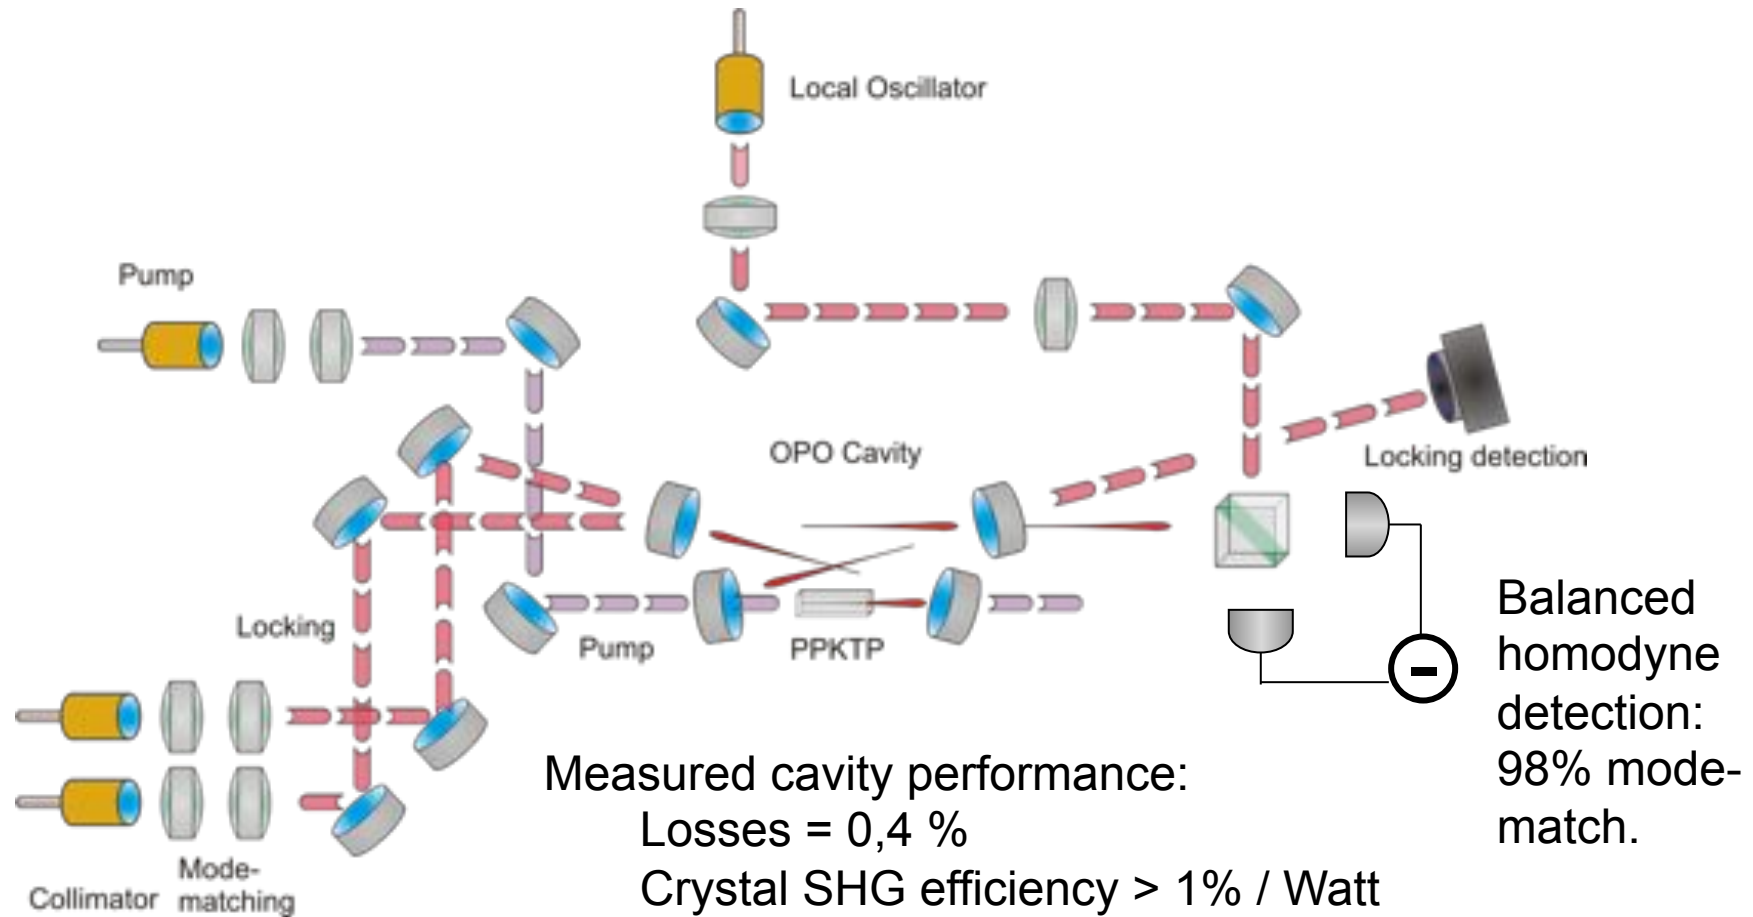 Local Oscillator
Pump
OPO Cavity
Locking detection
Locking
Pump
PPKTP
Balanced
homodyne
detection:
98% mode-
match.
Mode-
matching
Collimator
Measured cavity performance:
Losses = 0,4 %
Crystal SHG efficiency > 1% / Watt
-